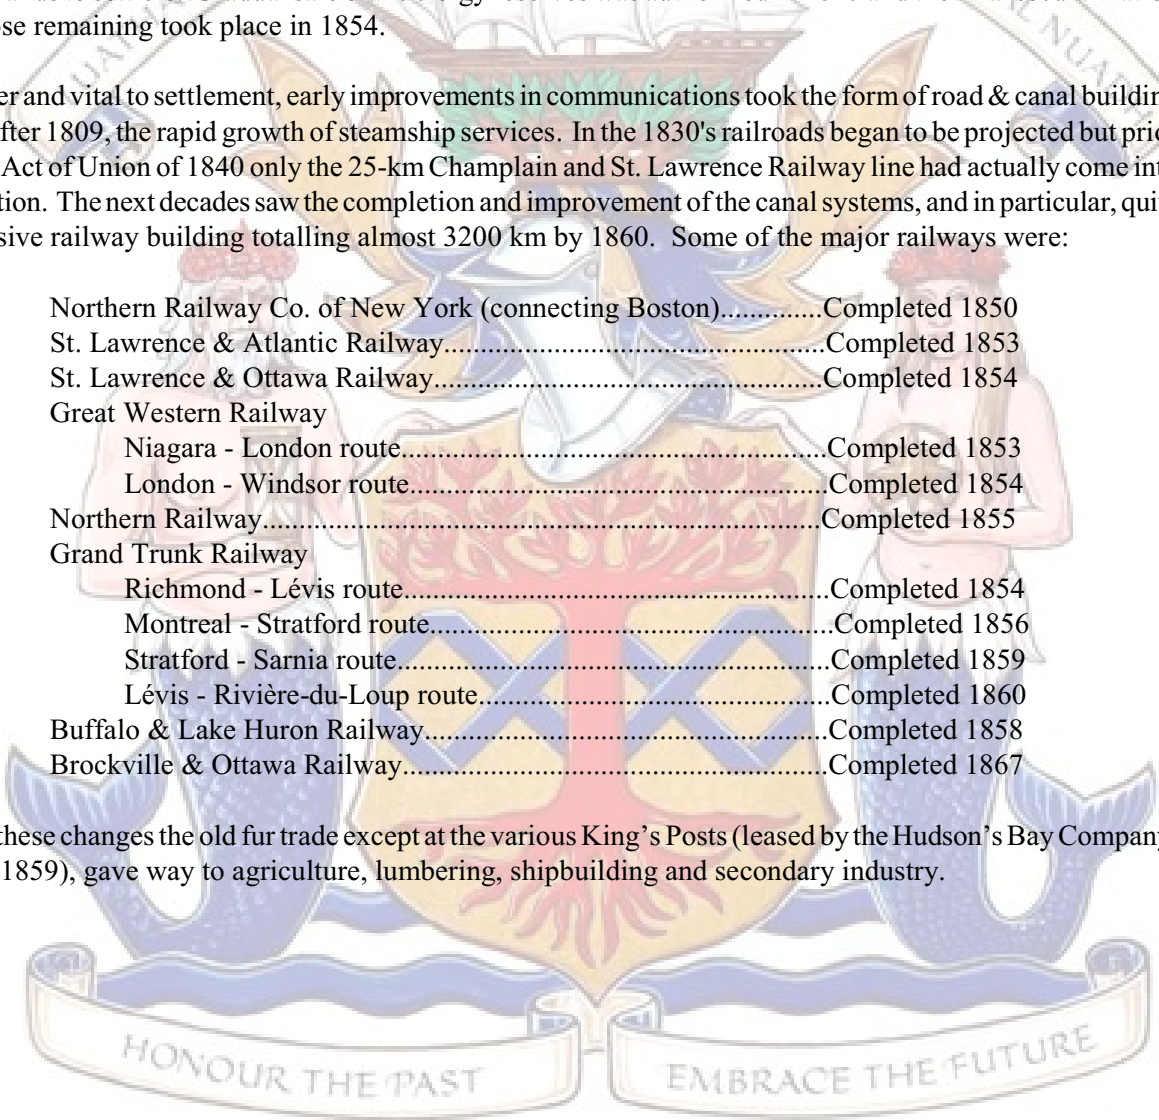 ose remaining took place in 1854.
er and vital to settlement, early improvements in communications took the form of road & canal buildin
fter 1809, the rapid growth of steamship services. In the 1830's railroads began to be projected but prio
Act of Union of 1840 only the 25-km Champlain and St. Lawrence Railway line had actually come int
tion. The next decades saw the completion and improvement of the canal systems, and in particular, qui
sive railway building totalling almost 3200 km by 1860. Some of the major railways were:
Northern Railway Co. of New York (connecting Boston).............Completed 1850
St. Lawrence & Atlantic Railway...................................................Completed 1853
St. Lawrence & Ottawa Railway....................................................Completed 1854
Great Western Railway
Niagara - London route.........................................................Completed 1853
London - Windsor route........................................................Completed 1854
Northern Railway...........................................................................Completed 1855
Grand Trunk Railway
Richmond - Lévis route.........................................................Completed 1854
Montreal - Stratford route......................................................Completed 1856
Stratford - Sarnia route..........................................................Completed 1859
Lévis - Rivière-du-Loup route...............................................Completed 1860
Buffalo & Lake Huron Railway......................................................Completed 1858
Brockville & Ottawa Railway.........................................................Completed 1867
these changes the old fur trade except at the various King’s Posts (leased by the Hudson’s Bay Company
1859), gave way to agriculture, lumbering, shipbuilding and secondary industry.
HONOUR THE PAST
EMBRACE THE FUTURE